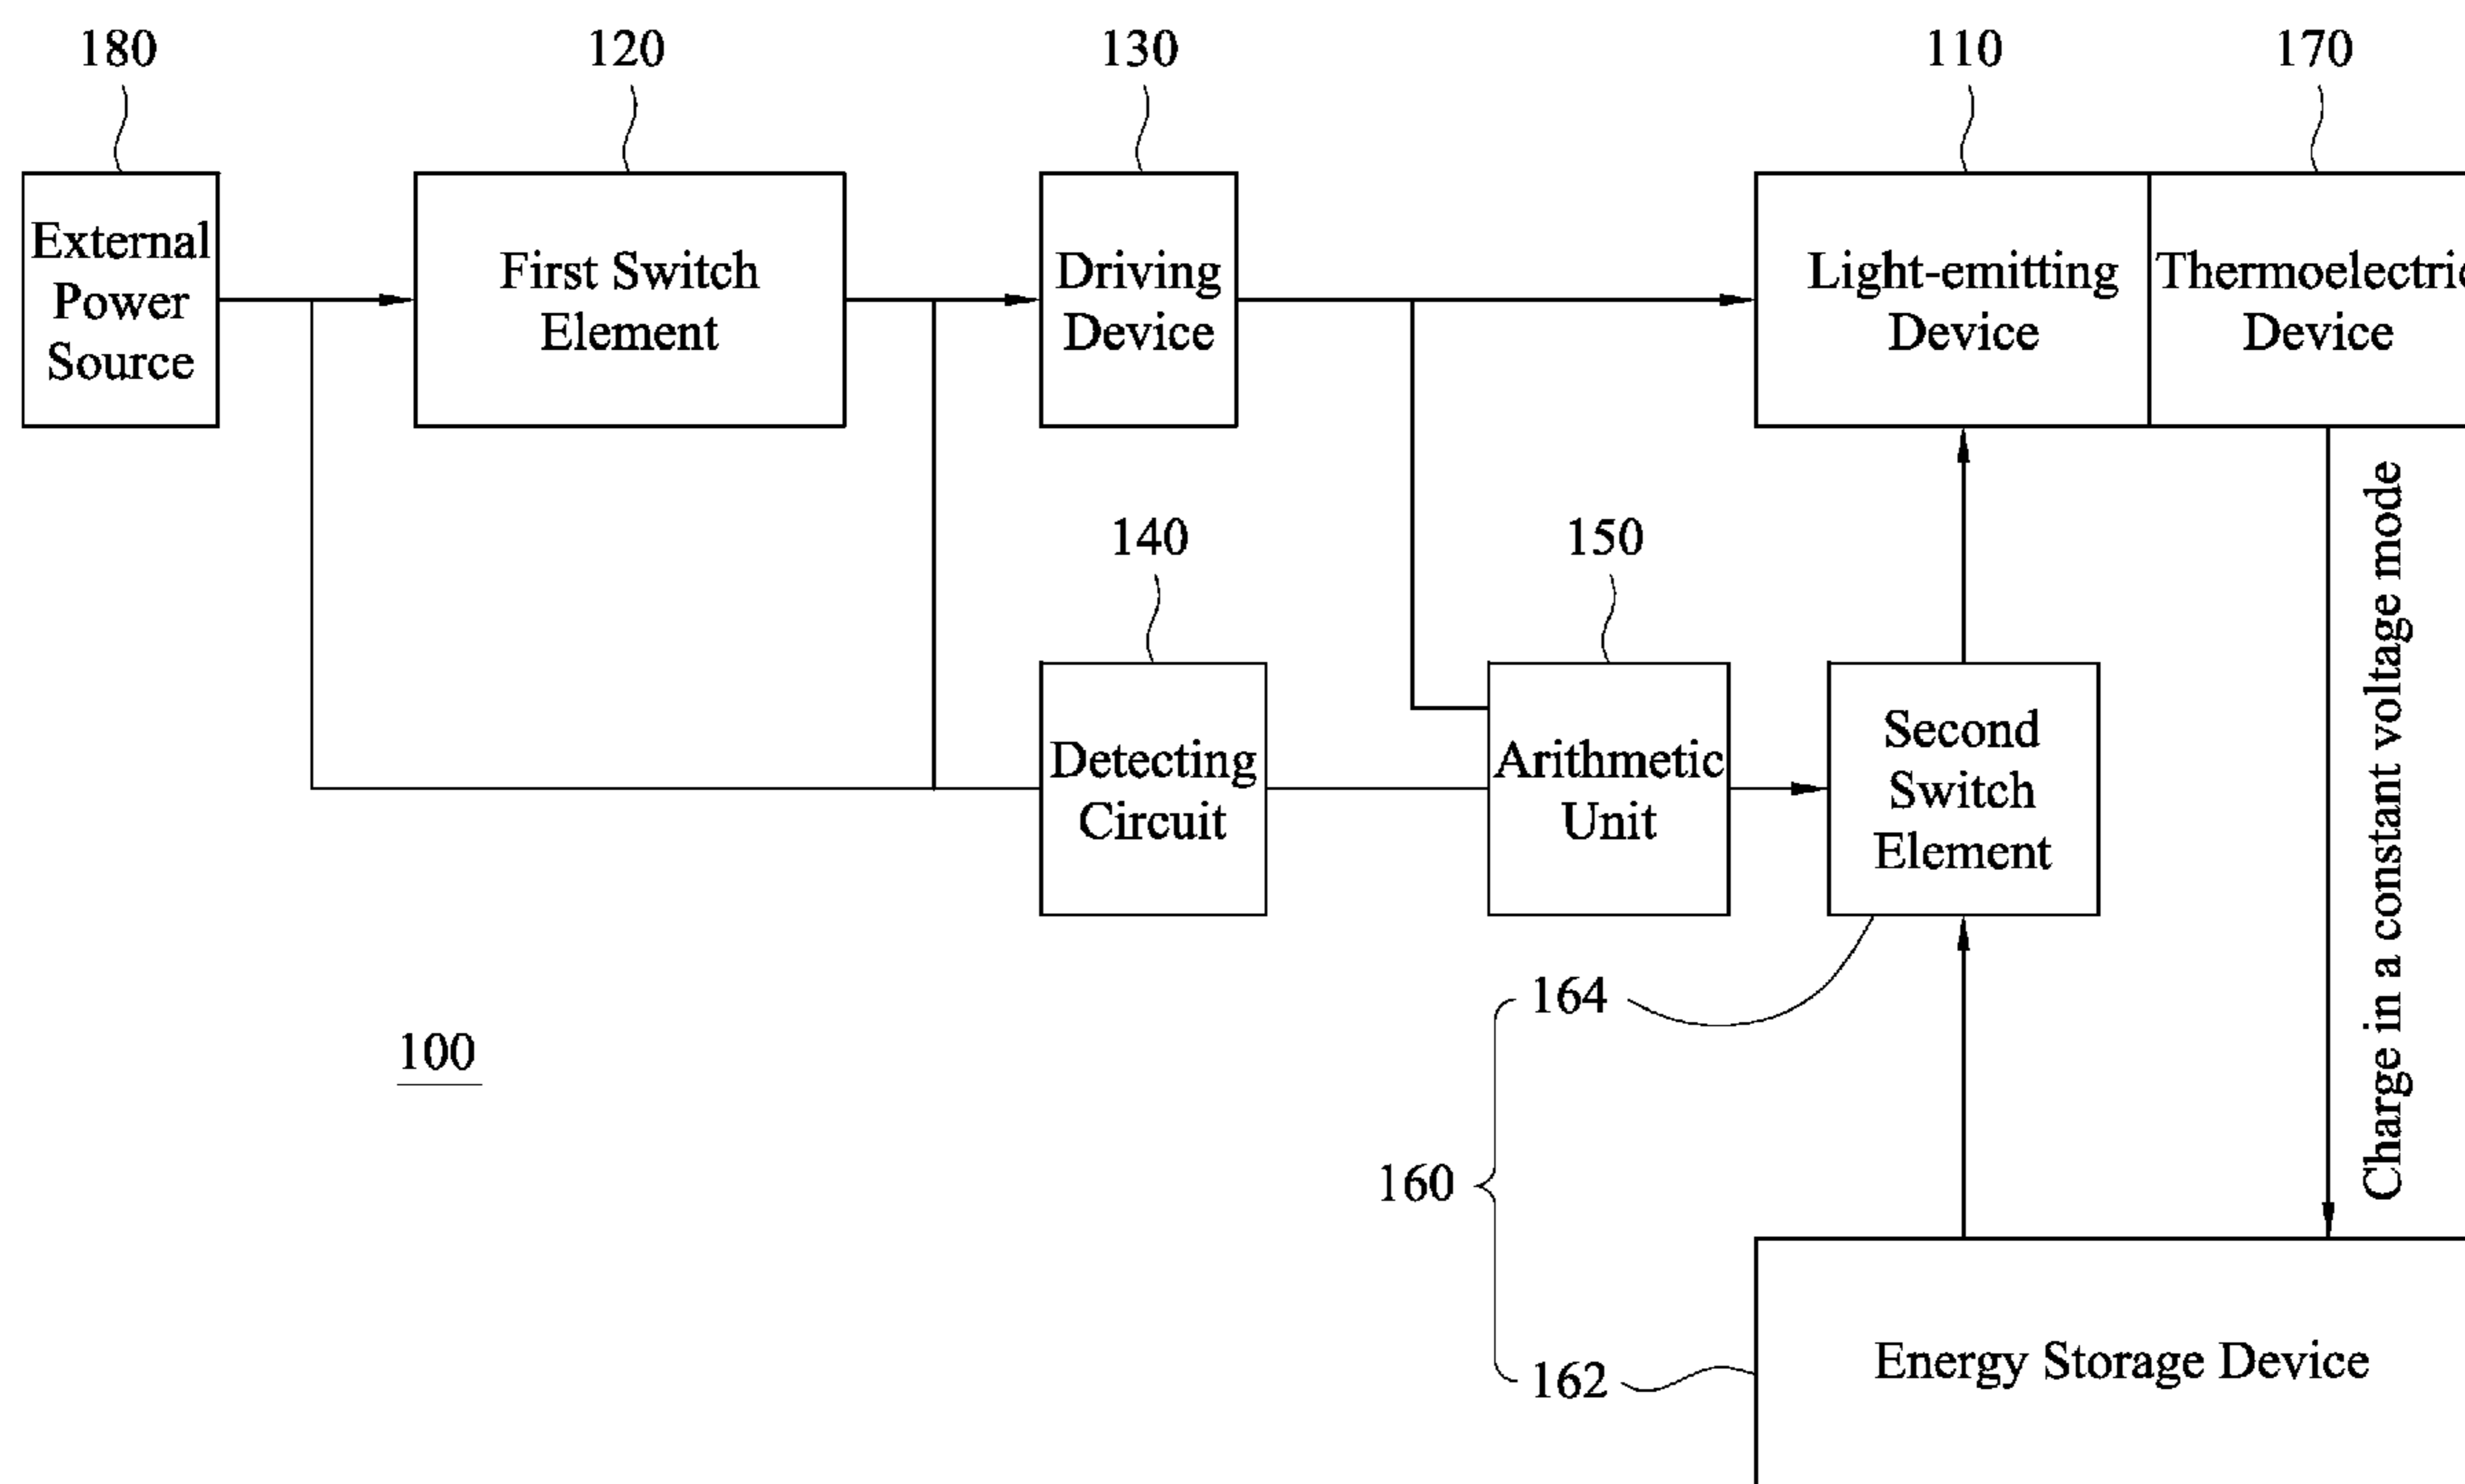 180
120
130
110
170
External
Power
Source
First Switch
Element
Driving
Device
Light-emitting
Device
Thermoelectric
Device
140
150
Detecting
Circuit
Arithmetic
Unit
Second
Switch
Element
Charge in a constant voltage mode
164
100
160
162
Energy Storage Device